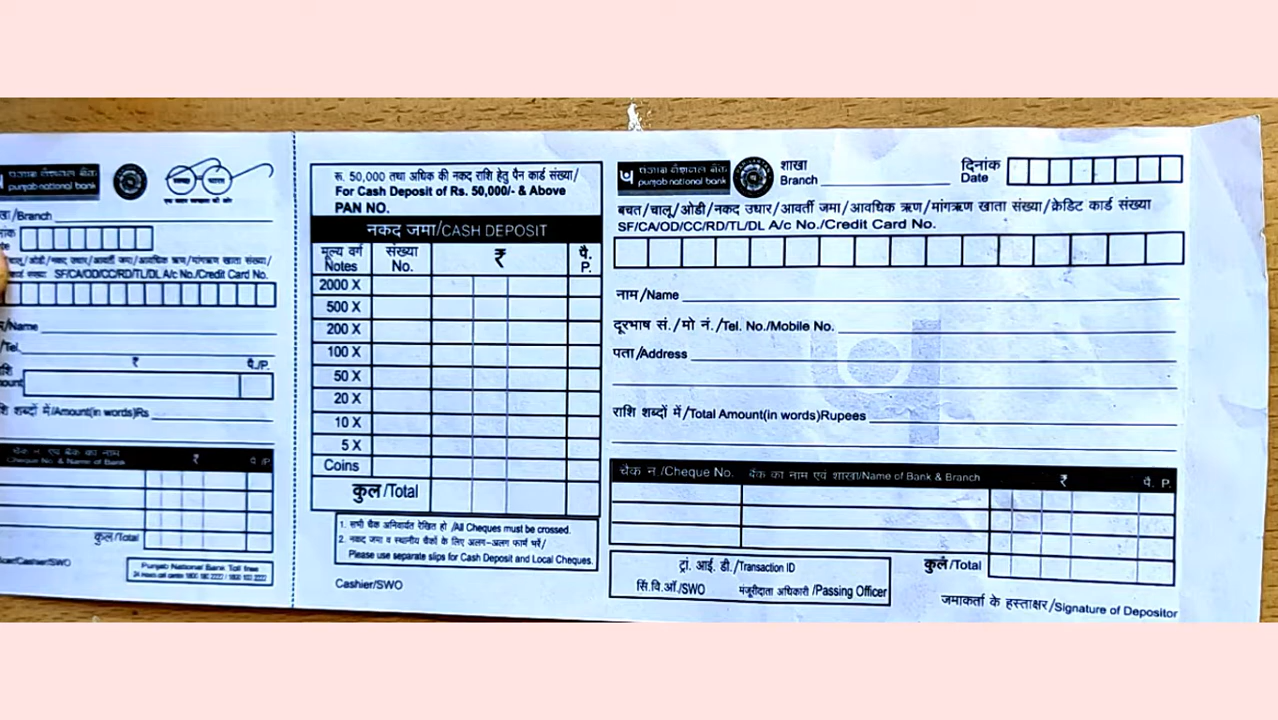 punjab national bank
/Branch
SF/CA/OD/CC/RD/TL/DL A/c No./Credit Card No.
/Name
/Tel.
₹ पै./P.
शब्दों में/Amount(in words)Rs
चेक न एवं बैंक का नाम ₹ पै /P
Cheque No. & Name of Bank
कुल/Total
/Cashier/SWO
Punjab National Bank Toll free
24 Hours call centre 1800 180 2222 / 1800 103 2222
रू. 50,000 तथा अधिक की नकद राशि हेतु पैन कार्ड संख्या/
For Cash Deposit of Rs. 50,000/- & Above
PAN NO.
नकद जमा/CASH DEPOSIT
मूल्य वर्ग संख्या ₹ पै.
Notes No. P.
2000 X
500 X
200 X
100 X
50 X
20 X
10 X
5 X
Coins
कुल/Total
1. सभी चैक अनिवार्यत रेखित हो /All Cheques must be crossed.
2. नकद जमा व स्थानीय चैकों के लिए अलग-अलग फार्म भरें/
Please use separate slips for Cash Deposit and Local Cheques.
Cashier/SWO
पंजाब नैशनल बैंक
punjab national bank
शाखा
Branch
दिनांक
Date
बचत/चालू/ओडी/नकद उधार/आवर्ती जमा/आवधिक ऋण/मांगऋण खाता संख्या/क्रेडिट कार्ड संख्या
SF/CA/OD/CC/RD/TL/DL A/c No./Credit Card No.
नाम/Name
दूरभाष सं./मो नं./Tel. No./Mobile No.
पता/Address
राशि शब्दों में/Total Amount(in words)Rupees
चेक न /Cheque No. बैंक का नाम एवं शाखा/Name of Bank & Branch ₹ पै. P.
कुल/Total
ट्रां. आई. डी./Transaction ID
सिं.वि.ऑ/SWO मंजूरीदाता अधिकारी /Passing Officer
जमाकर्ता के हस्ताक्षर/Signature of Depositor